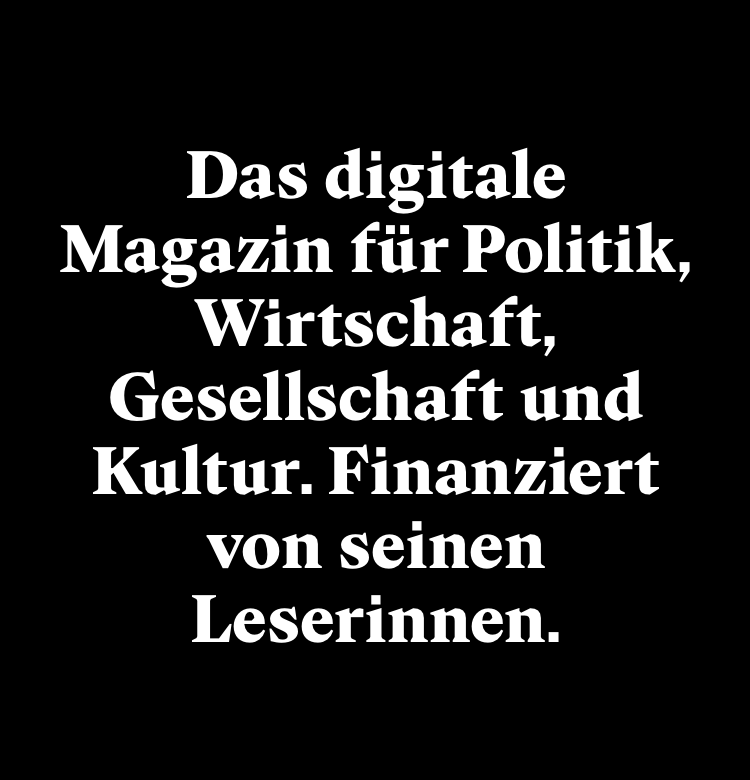 Das digitale
Magazin für Politik,
Wirtschaft,
Gesellschaft und
Kultur. Finanziert
von seinen
Leserinnen.